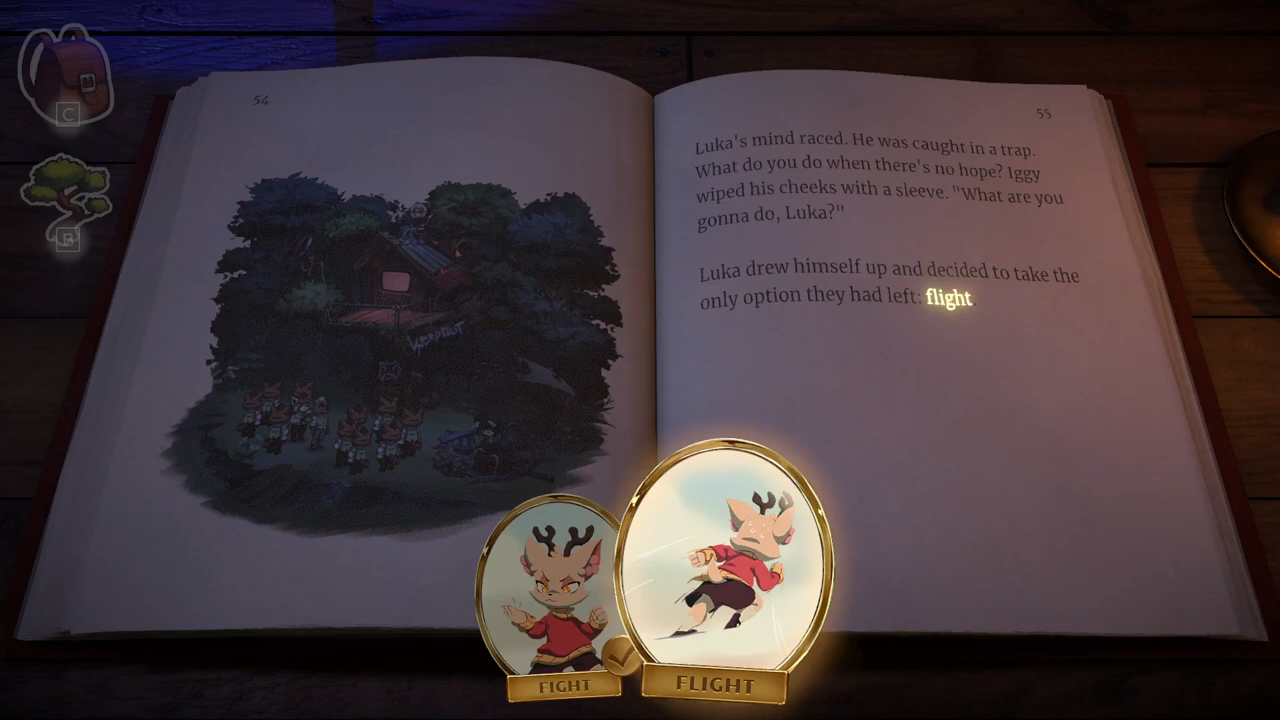 C
B
54
55
Luka's mind raced. He was caught in a trap.
What do you do when there's no hope? Iggy
wiped his cheeks with a sleeve. "What are you
gonna do, Luka?"
Luka drew himself up and decided to take the
only option they had left: flight.
KEEP OUT
FIGHT
FLIGHT